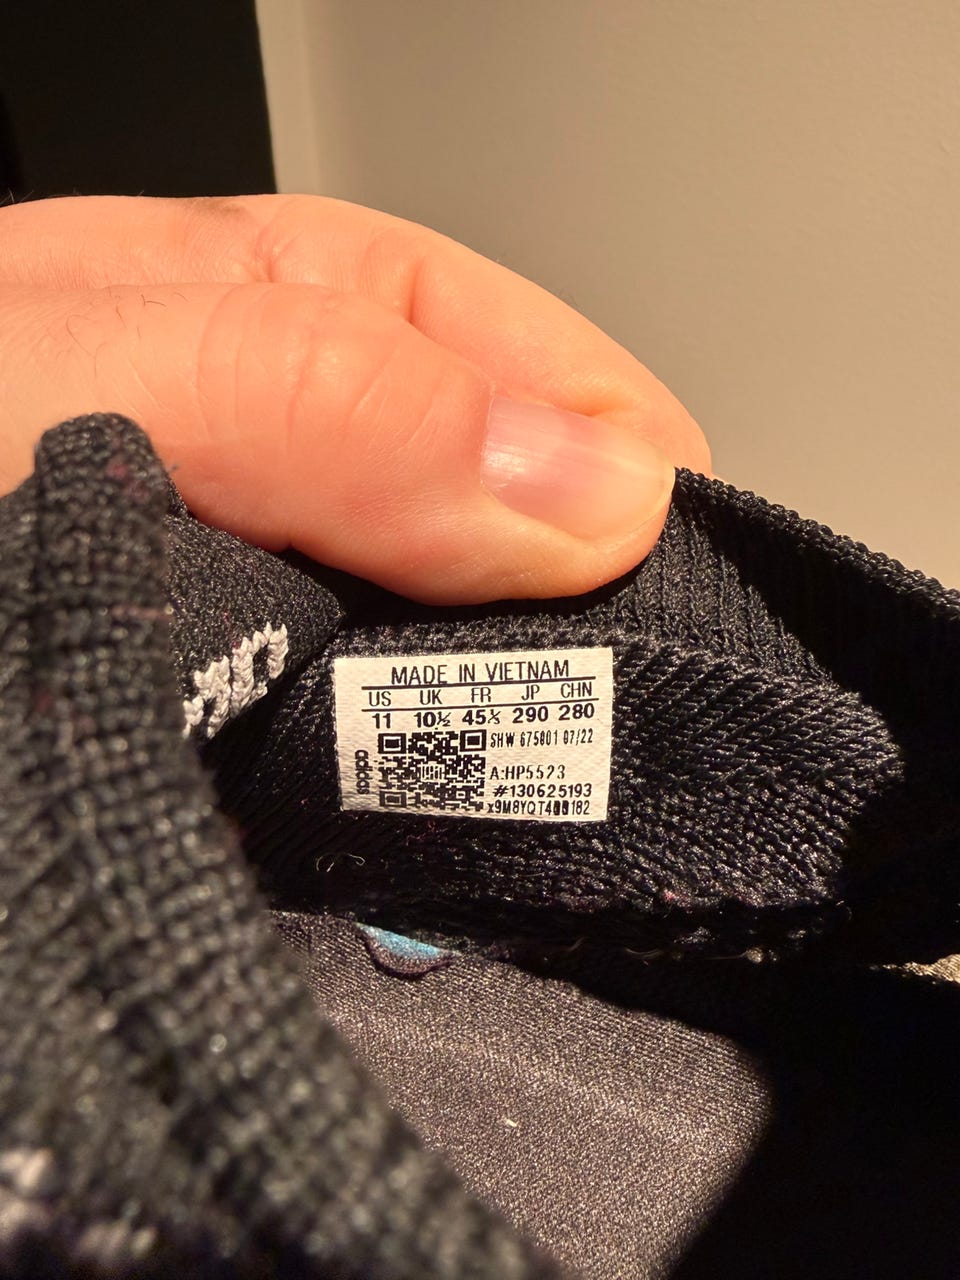 MADE IN VIETNAM
US UK FR JP CHN
11 10½ 45⅓ 290 280
adidas
SHW 675001 07/22
A:HP5523
#130625193